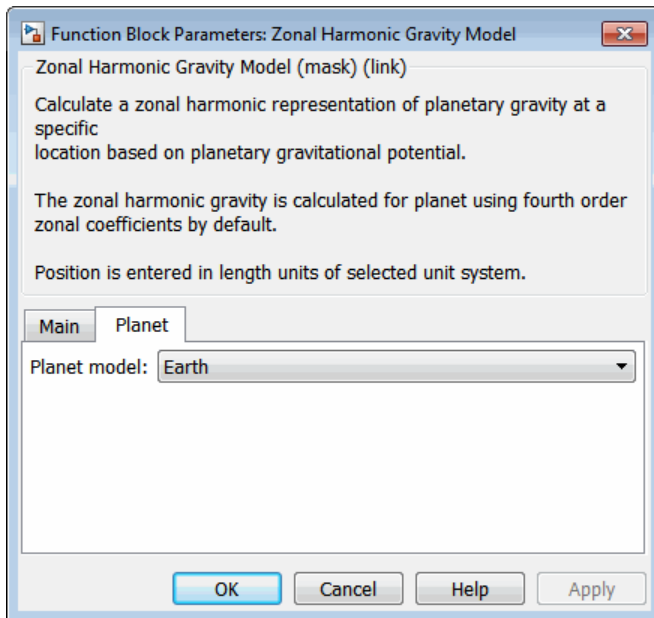 Function Block Parameters: Zonal Harmonic Gravity Model
Zonal Harmonic Gravity Model (mask) (link)
Calculate a zonal harmonic representation of planetary gravity at a
specific
location based on planetary gravitational potential.
The zonal harmonic gravity is calculated for planet using fourth order
zonal coefficients by default.
Position is entered in length units of selected unit system.
Main Planet
Planet model: Earth
OK Cancel Help Apply